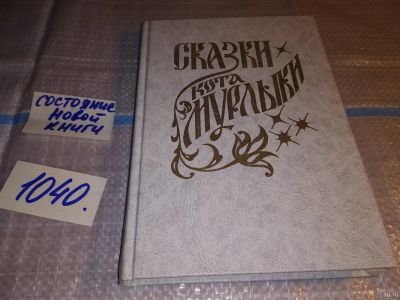 СКАЗКИ
КОТА
МУРЛЫКИ
СОСТОЯНИЕ
НОВОЙ
КНИГИ
1040.